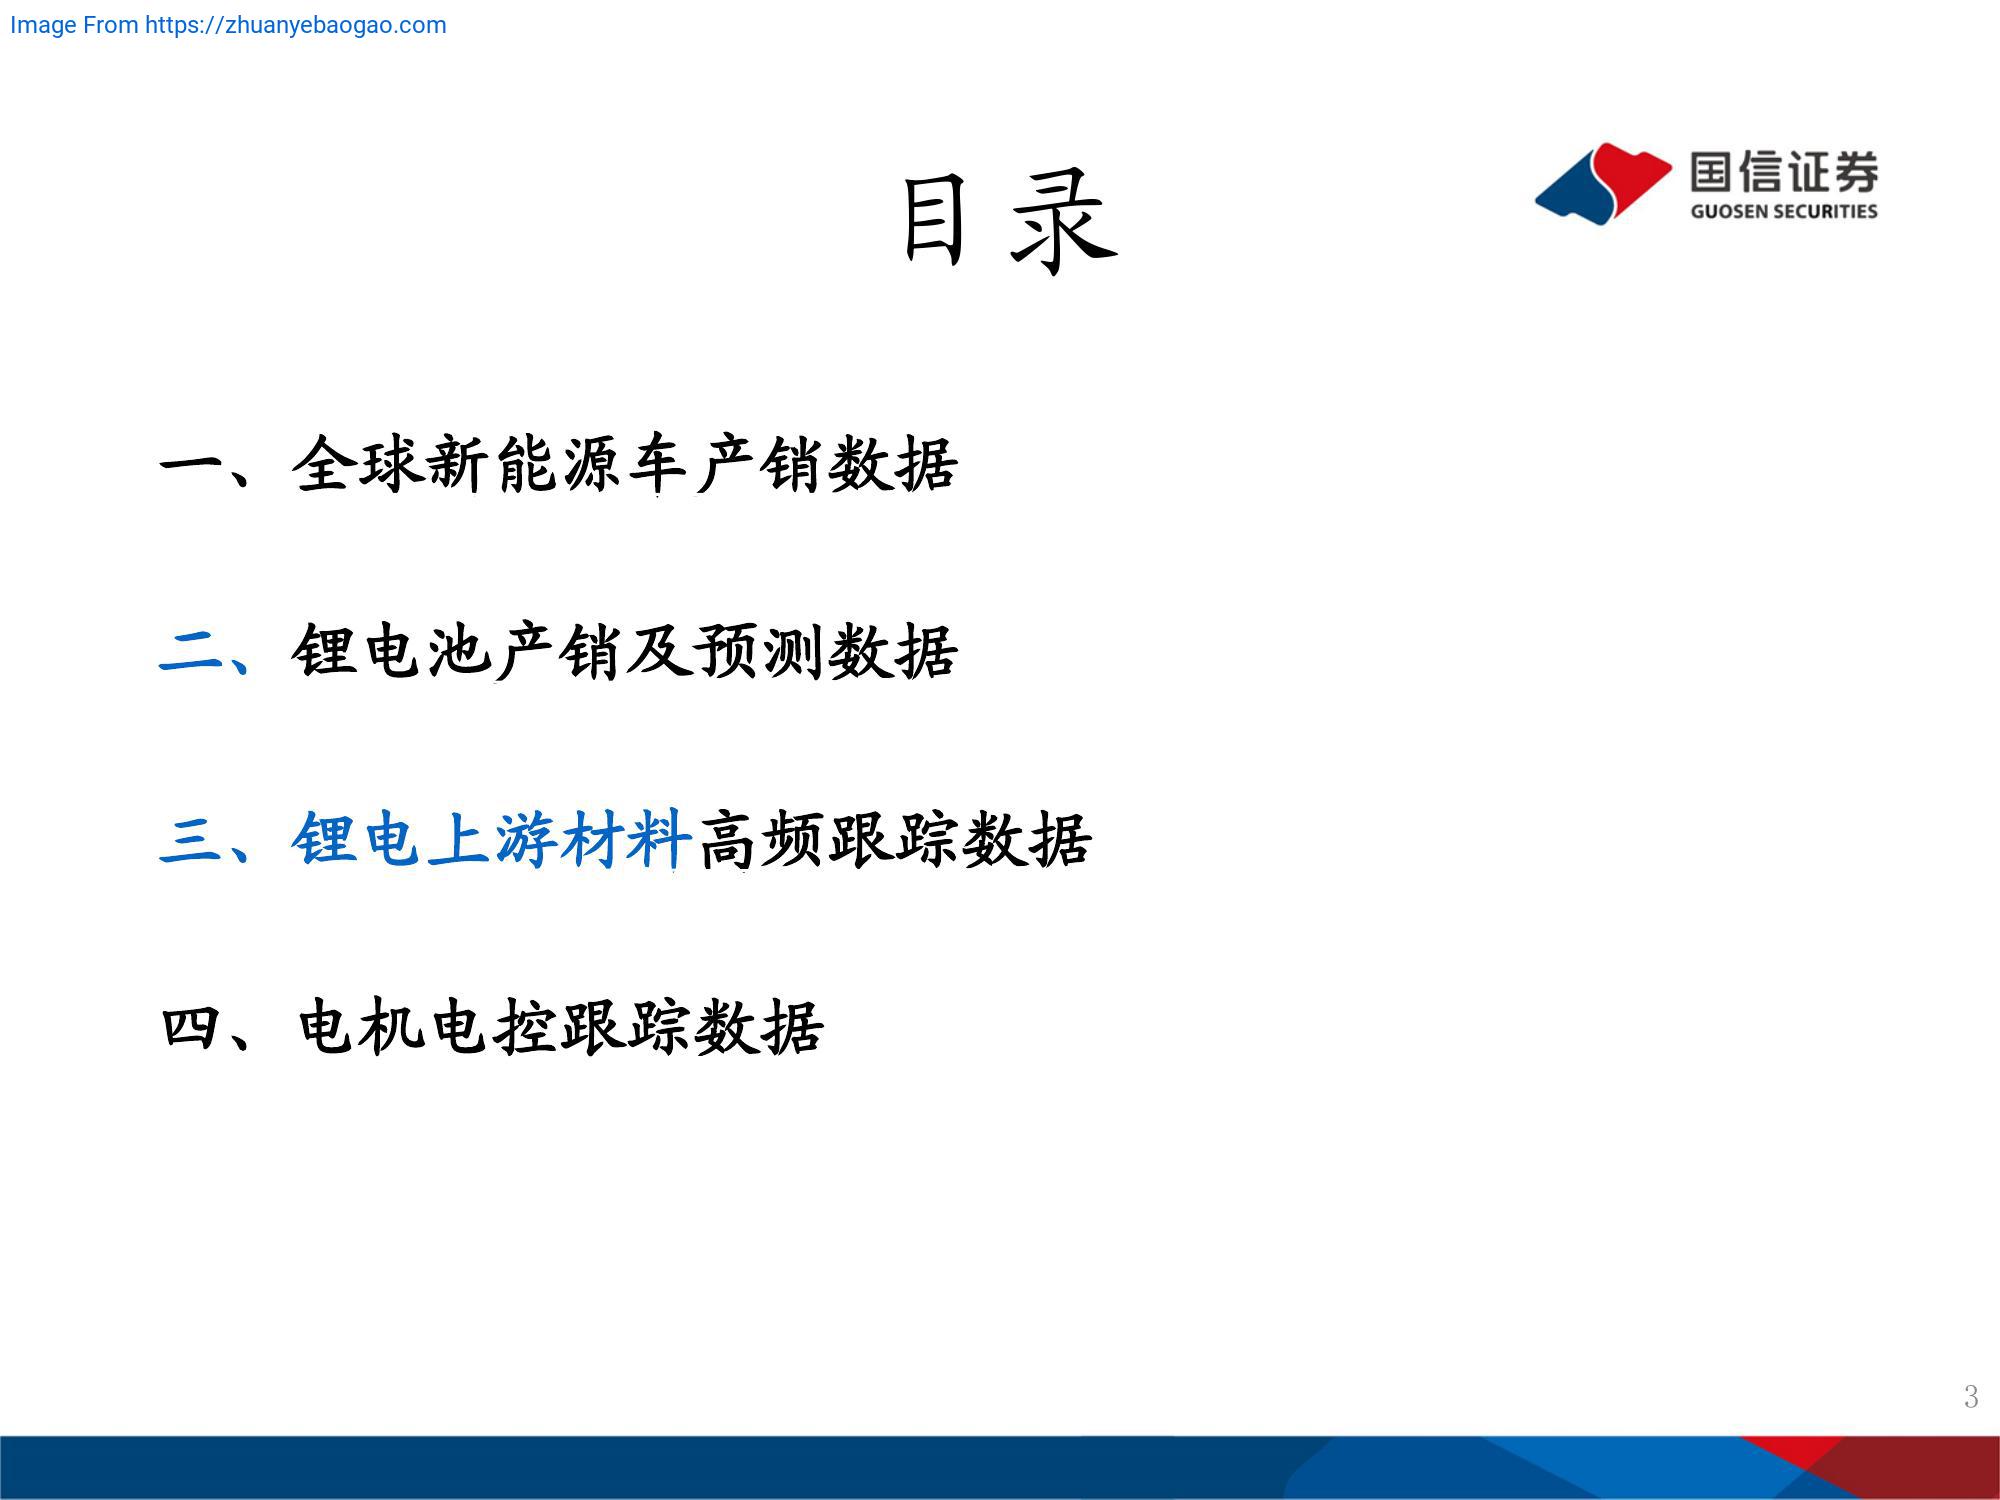 Image From https://zhuanyebaogao.com
目录
国信证券
GUOSEN SECURITIES
一、全球新能源车产销数据
二、锂电池产销及预测数据
三、锂电上游材料高频跟踪数据
四、电机电控跟踪数据
3